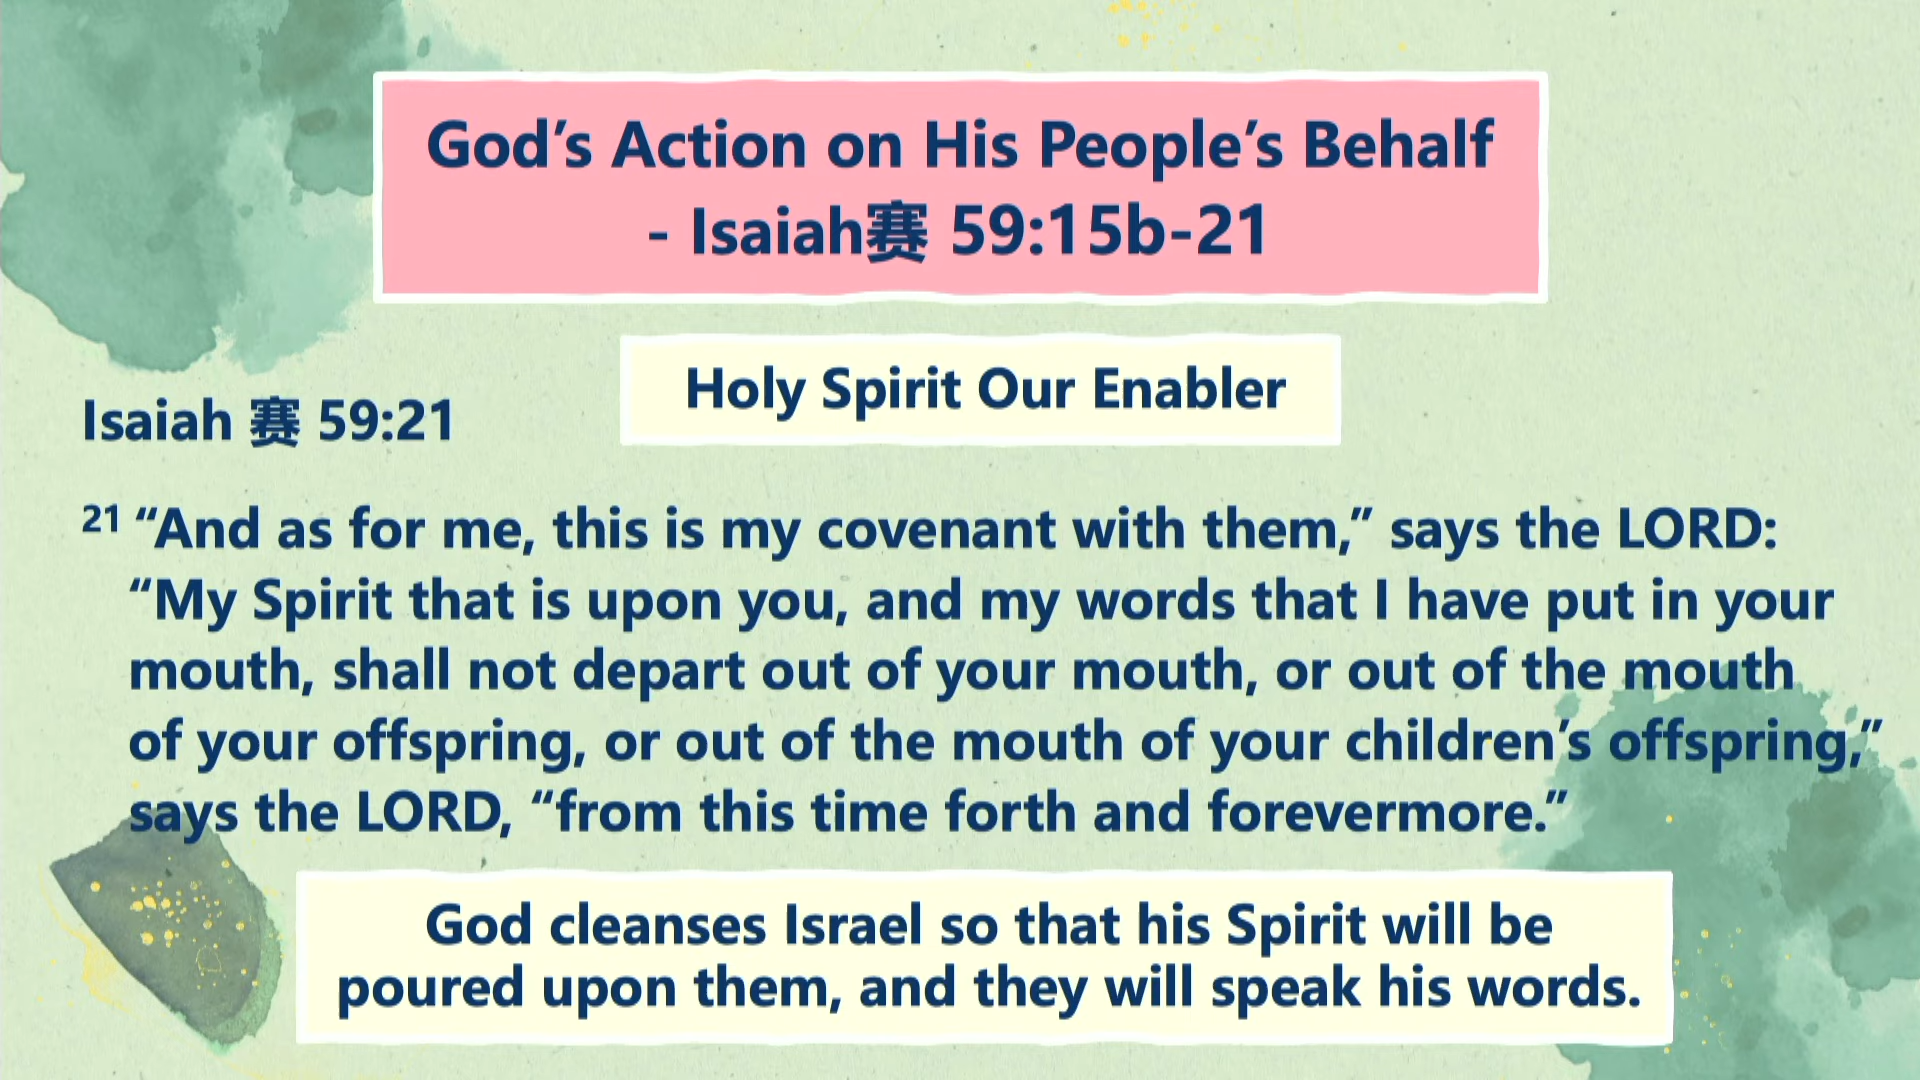 God’s Action on His People’s Behalf
- Isaiah赛 59:15b-21
Holy Spirit Our Enabler
Isaiah 赛 59:21
21 “And as for me, this is my covenant with them,” says the LORD:
“My Spirit that is upon you, and my words that I have put in your
mouth, shall not depart out of your mouth, or out of the mouth
of your offspring, or out of the mouth of your children’s offspring,”
says the LORD, “from this time forth and forevermore.”
God cleanses Israel so that his Spirit will be
poured upon them, and they will speak his words.